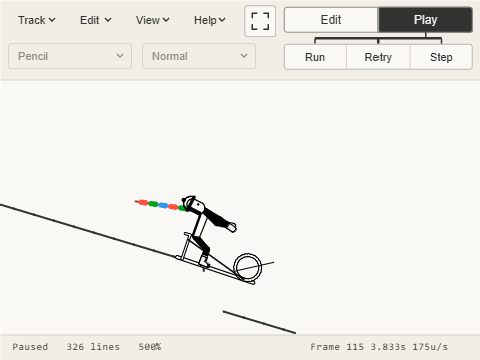 Track Edit View Help Edit Play
Pencil Normal Run Retry Step
Paused 326 lines 500% Frame 115 3.833s 175u/s